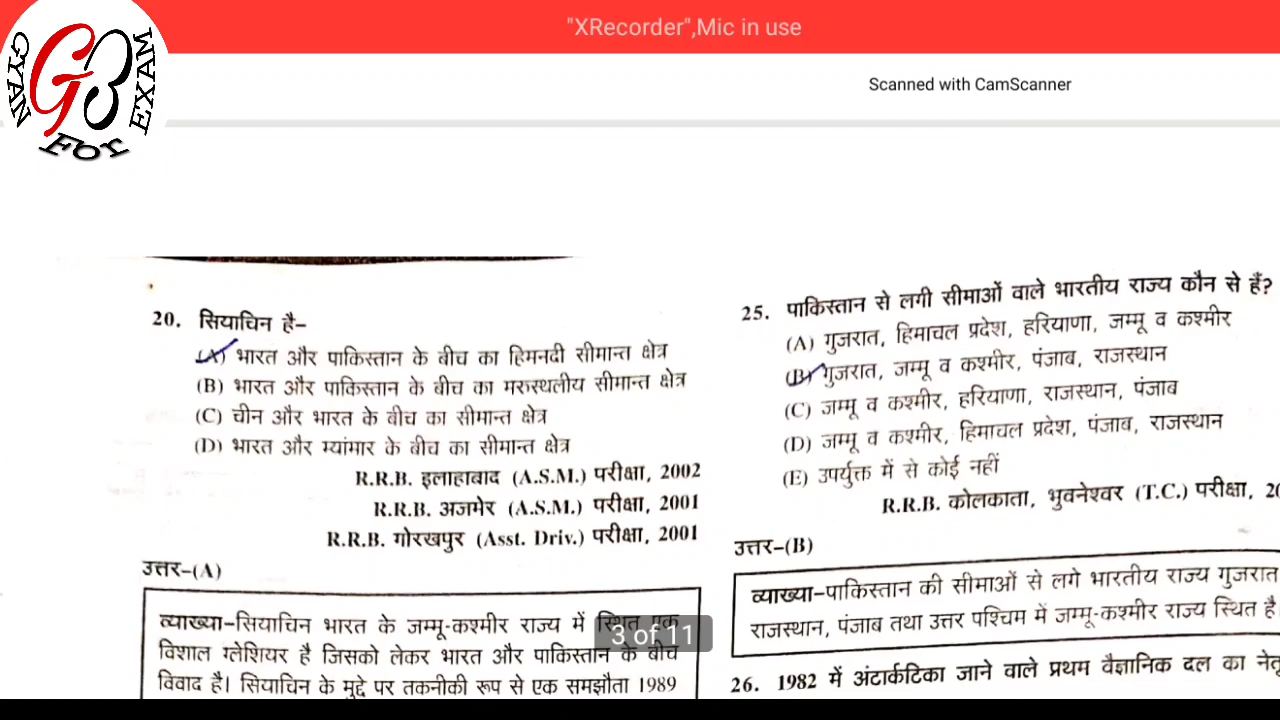 "XRecorder",Mic in use
GYAN
G3
FOR
EXAM
Scanned with CamScanner
20. सियाचिन है–
(A) भारत और पाकिस्तान के बीच का हिमनदी सीमान्त क्षेत्र
(B) भारत और पाकिस्तान के बीच का मरुस्थलीय सीमान्त क्षेत्र
(C) चीन और भारत के बीच का सीमान्त क्षेत्र
(D) भारत और म्यांमार के बीच का सीमान्त क्षेत्र
R.R.B. इलाहाबाद (A.S.M.) परीक्षा, 2002
R.R.B. अजमेर (A.S.M.) परीक्षा, 2001
R.R.B. गोरखपुर (Asst. Driv.) परीक्षा, 2001
उत्तर–(A)
व्याख्या–सियाचिन भारत के जम्मू-कश्मीर राज्य में स्थित एक
विशाल ग्लेशियर है जिसको लेकर भारत और पाकिस्तान के बीच
विवाद है। सियाचिन के मुद्दे पर तकनीकी रूप से एक समझौता 1989
3 of 11
25. पाकिस्तान से लगी सीमाओं वाले भारतीय राज्य कौन से हैं?
(A) गुजरात, हिमाचल प्रदेश, हरियाणा, जम्मू व कश्मीर
(B) गुजरात, जम्मू व कश्मीर, पंजाब, राजस्थान
(C) जम्मू व कश्मीर, हरियाणा, राजस्थान, पंजाब
(D) जम्मू व कश्मीर, हिमाचल प्रदेश, पंजाब, राजस्थान
(E) उपर्युक्त में से कोई नहीं
R.R.B. कोलकाता, भुवनेश्वर (T.C.) परीक्षा,
उत्तर–(B)
व्याख्या–पाकिस्तान की सीमाओं से लगे भारतीय राज्य गुजरात
राजस्थान, पंजाब तथा उत्तर पश्चिम में जम्मू-कश्मीर राज्य स्थित है
26. 1982 में अंटार्कटिका जाने वाले प्रथम वैज्ञानिक दल का